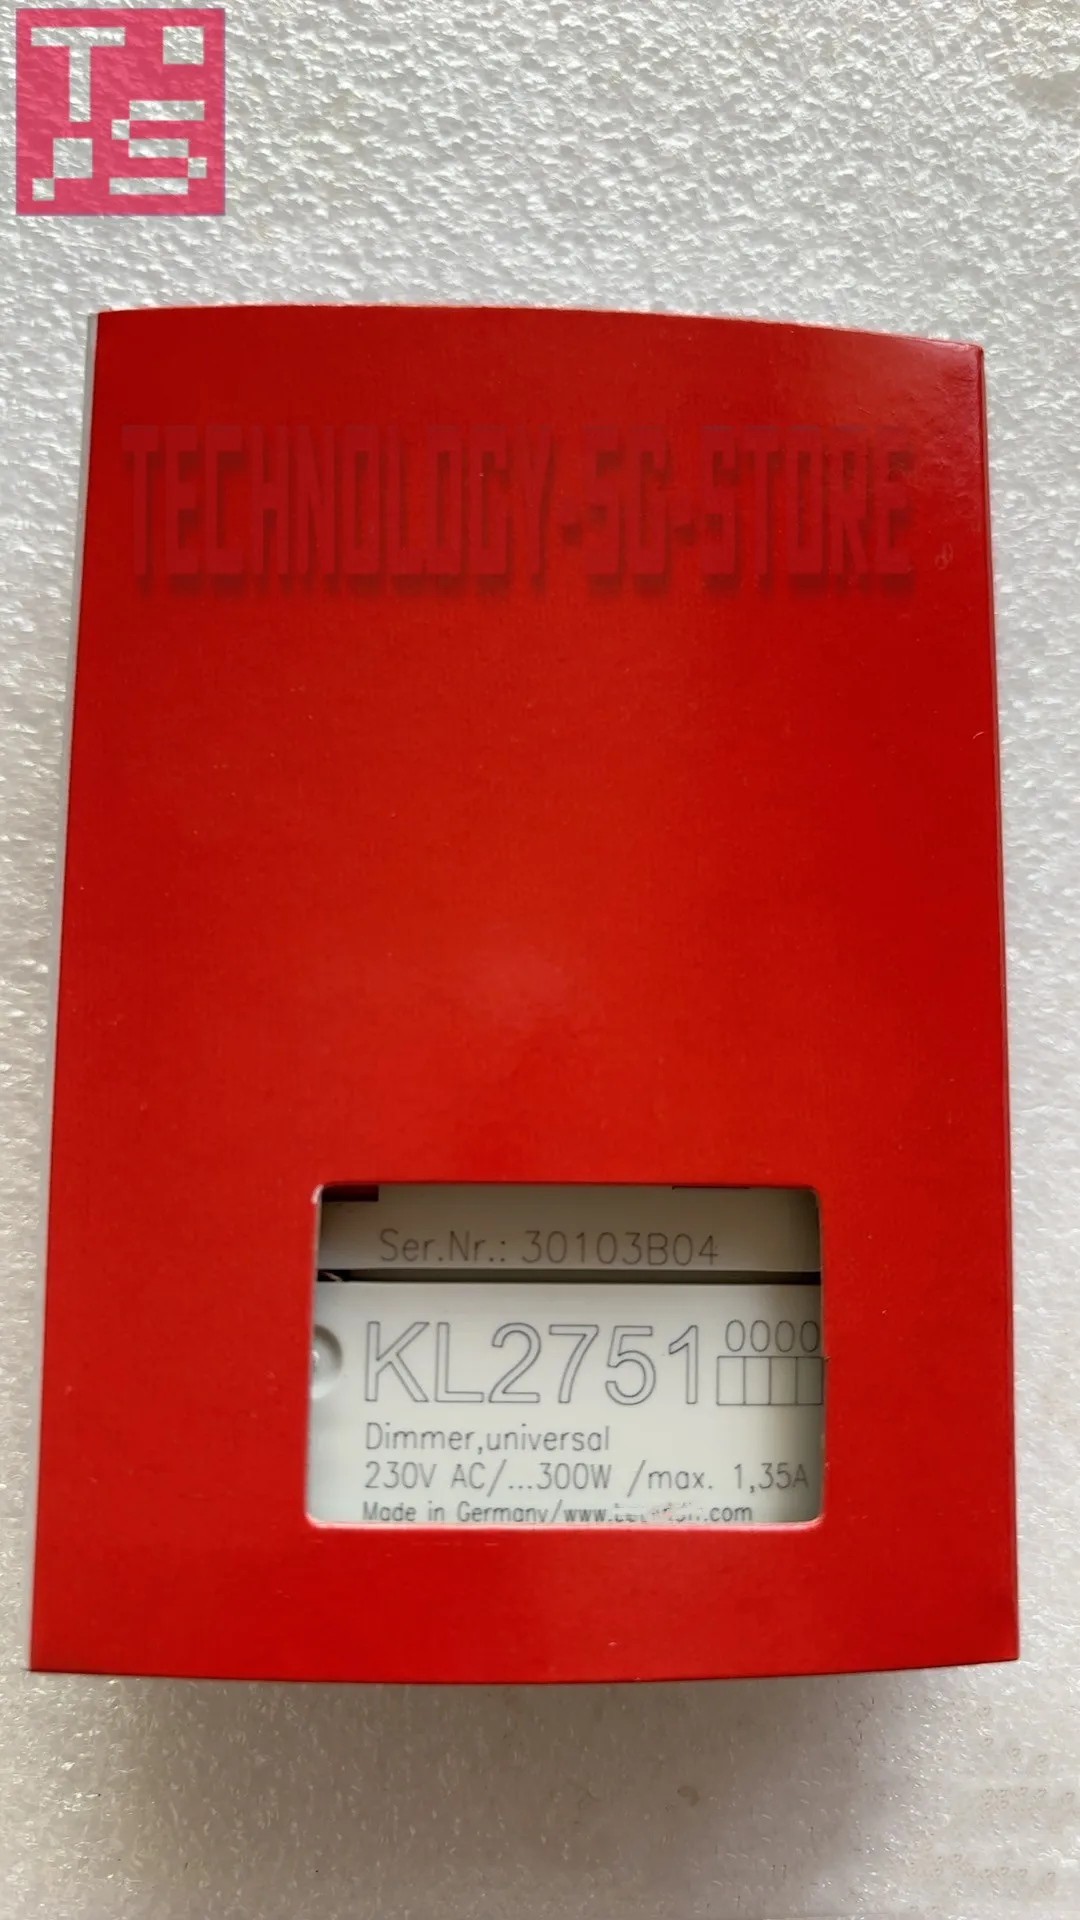 T
S
TECHNOLOGY-5G-STORE
Ser.Nr.: 30103B04
KL2751 0000
Dimmer,universal
230V AC/...300W /max. 1,35A
Made in Germany/www. .com